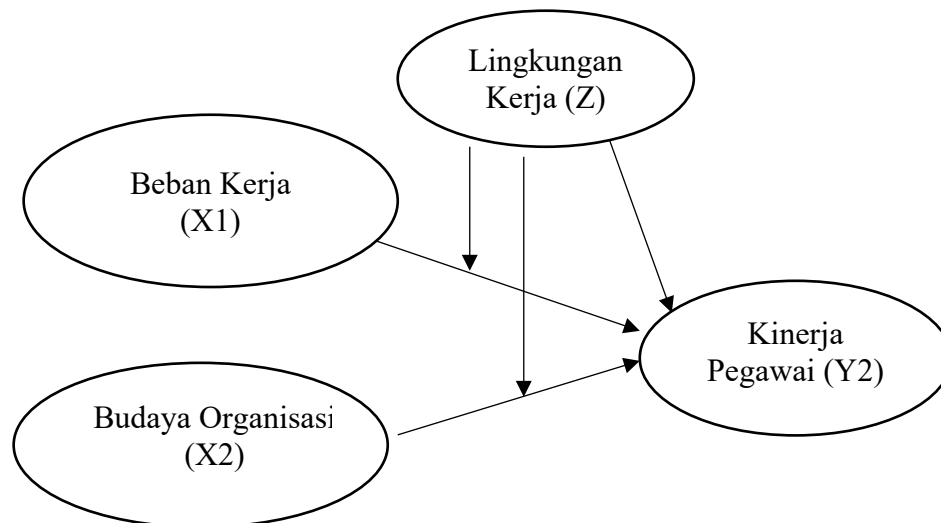 Lingkungan
Kerja (Z)
Beban Kerja
(X1)
Kinerja
Pegawai (Y2)
Budaya Organisasi
(X2)